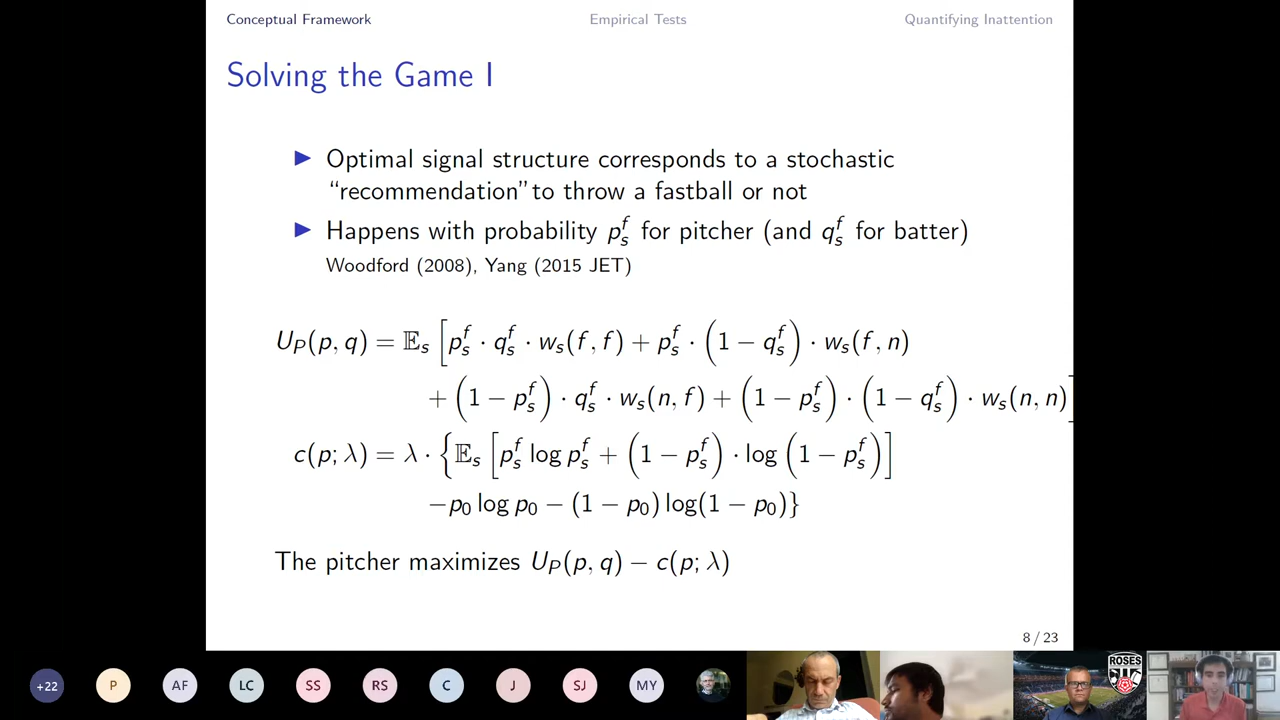 Conceptual Framework Empirical Tests Quantifying Inattention
Solving the Game I
▶ Optimal signal structure corresponds to a stochastic
“recommendation” to throw a fastball or not
▶ Happens with probability p_s^f for pitcher (and q_s^f for batter)
Woodford (2008), Yang (2015 JET)
U_P(p, q) = 𝔼_s [p_s^f · q_s^f · w_s(f, f) + p_s^f · (1 − q_s^f) · w_s(f, n)
+ (1 − p_s^f) · q_s^f · w_s(n, f) + (1 − p_s^f) · (1 − q_s^f) · w_s(n, n)]
c(p; λ) = λ · {𝔼_s [p_s^f log p_s^f + (1 − p_s^f) · log (1 − p_s^f)]
−p_0 log p_0 − (1 − p_0) log(1 − p_0)}
The pitcher maximizes U_P(p, q) − c(p; λ)
8 / 23
+22 P AF LC SS RS C J SJ MY
ROSES